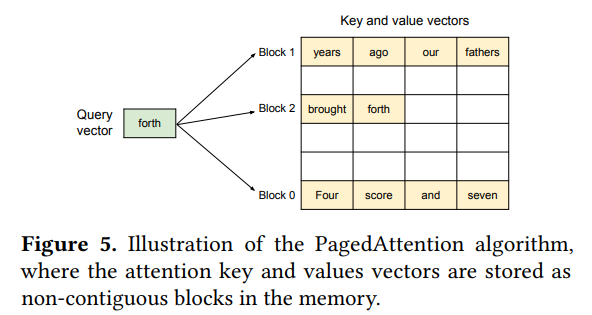 Key and value vectors
Block 1 years ago our fathers
Query vector
forth
Block 2 brought forth
Block 0 Four score and seven
Figure 5. Illustration of the PagedAttention algorithm,
where the attention key and values vectors are stored as
non-contiguous blocks in the memory.